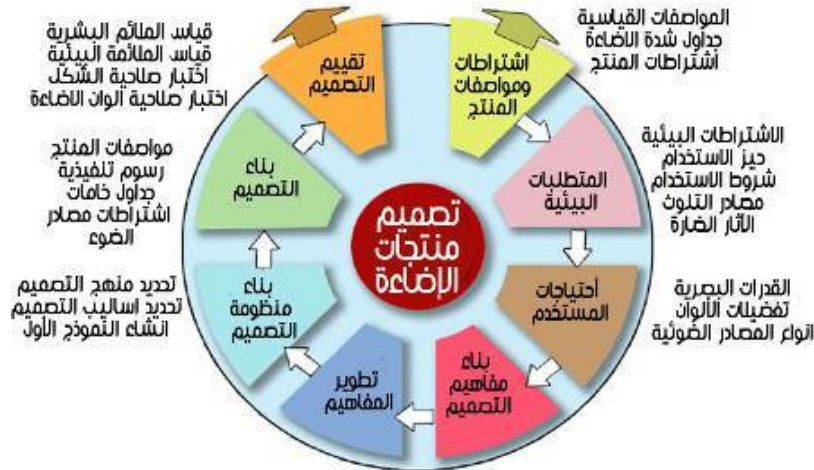 المواصفات القياسية
جداول شدة الاضاءة
اشتراطات المنتج
اشتراطات
ومواصفات
المنتج
الاشتراطات البيئية
حيز الاستخدام
شروط الاستخدام
مصادر التلوث
الآثار الضارة
المتطلبات
البيئية
القدرات البصرية
تفضيلات الألوان
انواع المصادر الضوئية
أحتياجات
المستخدم
بناء
مفاهيم
التصميم
تطوير
المفاهيم
بناء
منظومة
التصميم
تحديد منهج التصميم
تحديد اساليب التصميم
انشاء النموذج الأول
بناء
التصميم
مواصفات المنتج
رسوم تنفيذية
جداول خامات
اشتراطات مصادر
الضوء
تقييم
التصميم
قياس الملائم البشرية
قياس الملائمة البيئية
اختبار صلاحية الشكل
اختبار صلاحية الوان الاضاءة
تصميم
منتجات
الإضاءة